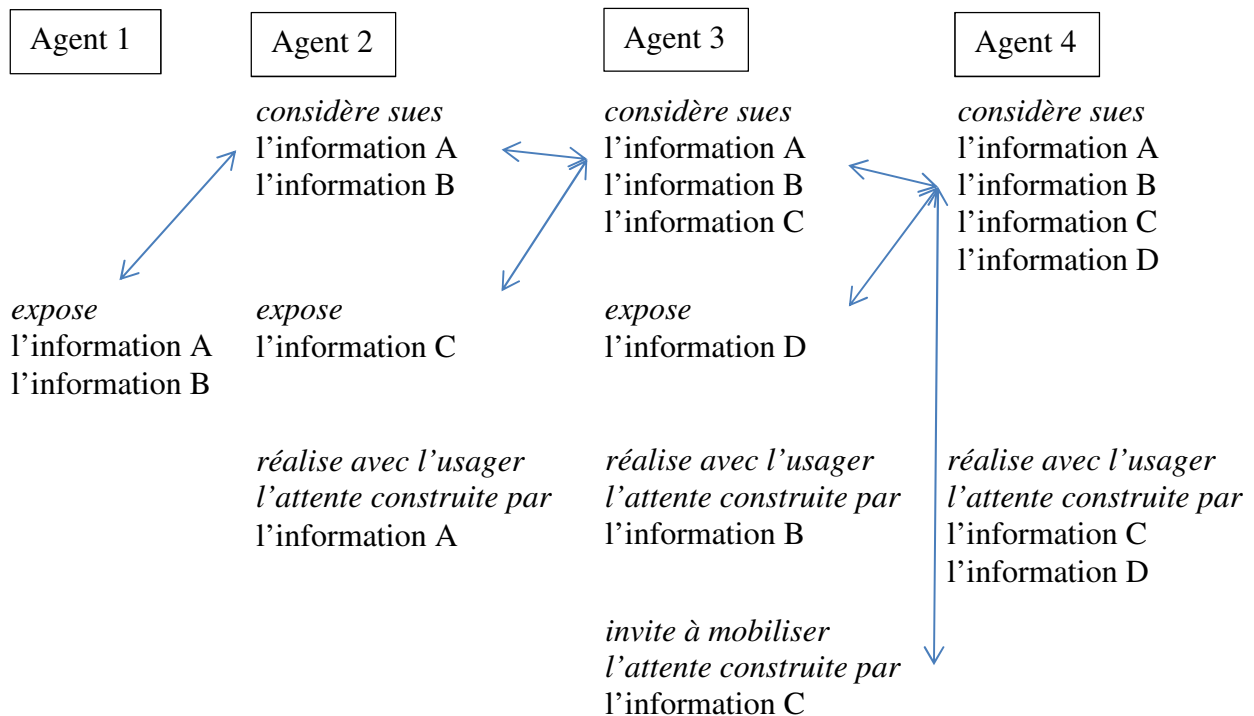 Agent 1
Agent 2
Agent 3
Agent 4
considère sues
l’information A
l’information B
considère sues
l’information A
l’information B
l’information C
considère sues
l’information A
l’information B
l’information C
l’information D
expose
l’information A
l’information B
expose
l’information C
expose
l’information D
réalise avec l’usager
l’attente construite par
l’information A
réalise avec l’usager
l’attente construite par
l’information B
réalise avec l’usager
l’attente construite par
l’information C
l’information D
invite à mobiliser
l’attente construite par
l’information C